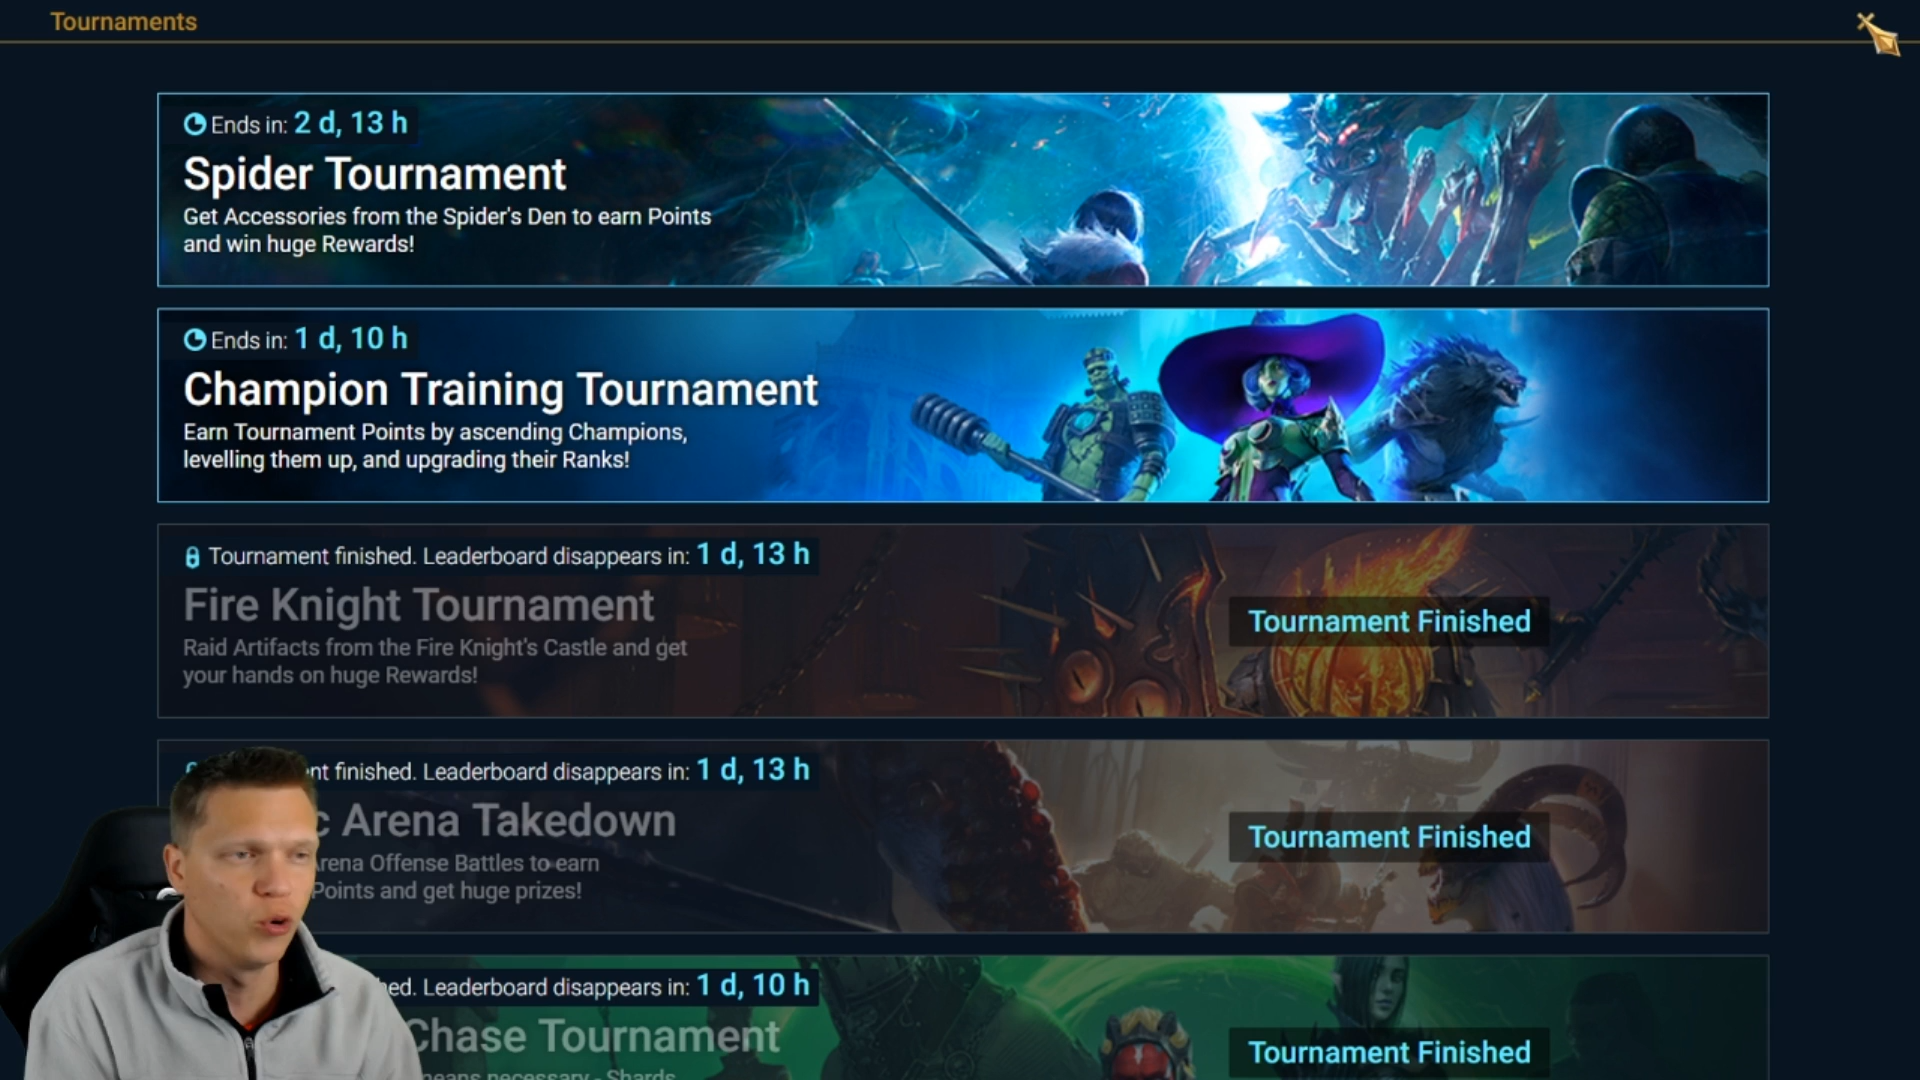 Tournaments
Ends in: 2 d, 13 h
Spider Tournament
Get Accessories from the Spider's Den to earn Points
and win huge Rewards!
Ends in: 1 d, 10 h
Champion Training Tournament
Earn Tournament Points by ascending Champions,
levelling them up, and upgrading their Ranks!
Tournament finished. Leaderboard disappears in: 1 d, 13 h
Fire Knight Tournament
Raid Artifacts from the Fire Knight's Castle and get
your hands on huge Rewards!
Tournament Finished
finished. Leaderboard disappears in: 1 d, 13 h
Arena Takedown
Offense Battles to earn
Points and get huge prizes!
Tournament Finished
Leaderboard disappears in: 1 d, 10 h
Chase Tournament
necessary - Shards
Tournament Finished